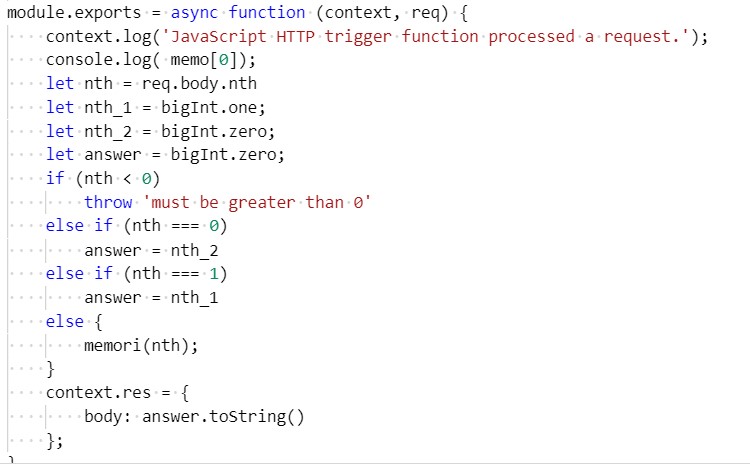 module.exports = async function (context, req) {
    context.log('JavaScript HTTP trigger function processed a request.');
    console.log( memo[0]);
    let nth = req.body.nth
    let nth_1 = bigInt.one;
    let nth_2 = bigInt.zero;
    let answer = bigInt.zero;
    if (nth < 0)
        throw 'must be greater than 0'
    else if (nth === 0)
        answer = nth_2
    else if (nth === 1)
        answer = nth_1
    else {
        memori(nth);
    }
    context.res = {
        body: answer.toString()
    };
}